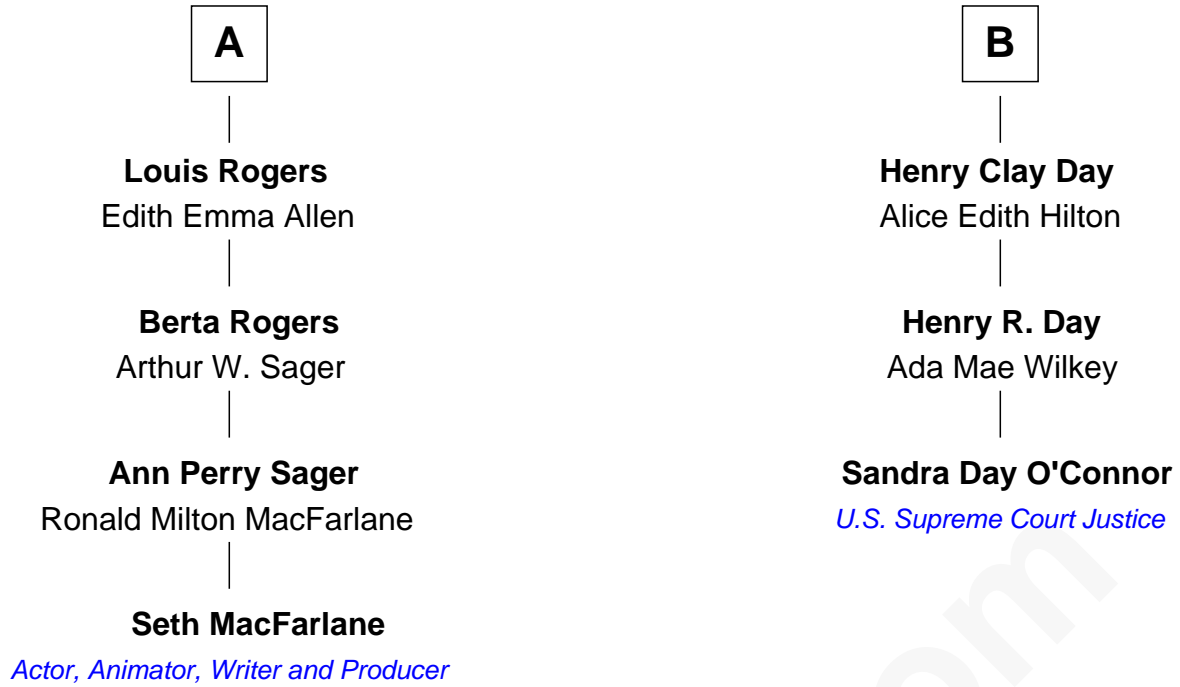 A
Louis Rogers
Edith Emma Allen
Berta Rogers
Arthur W. Sager
Ann Perry Sager
Ronald Milton MacFarlane
Seth MacFarlane
Actor, Animator, Writer and Producer
B
Henry Clay Day
Alice Edith Hilton
Henry R. Day
Ada Mae Wilkey
Sandra Day O'Connor
U.S. Supreme Court Justice
om